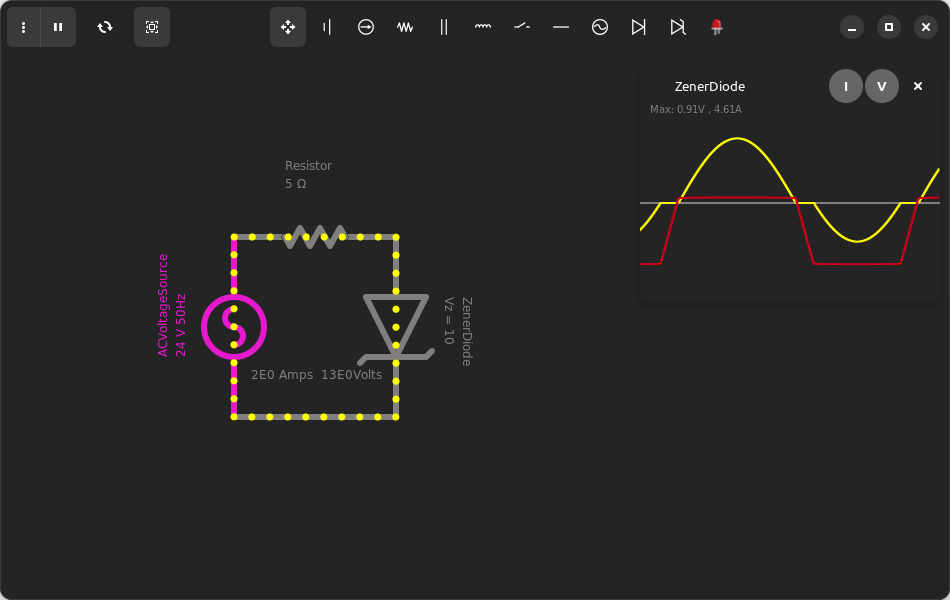 ZenerDiode
I
V
Max: 0.91V , 4.61A
Resistor
5 Ω
ACVoltageSource
24 V 50Hz
ZenerDiode
Vz = 10
2E0 Amps  13E0Volts